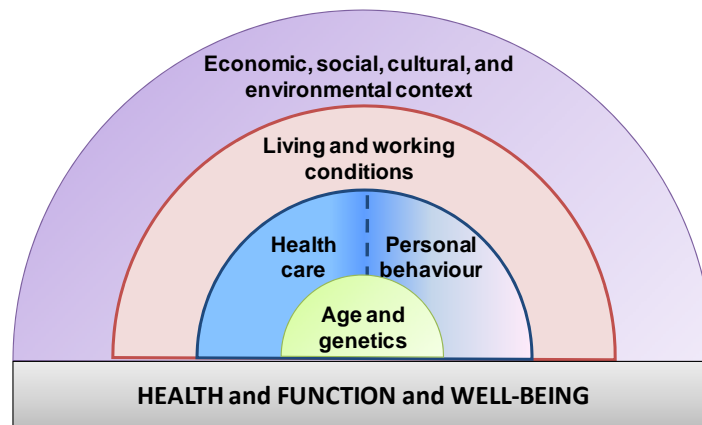 Economic, social, cultural, and
environmental context
Living and working
conditions
Health
care
Personal
behaviour
Age and
genetics
HEALTH and FUNCTION and WELL-BEING